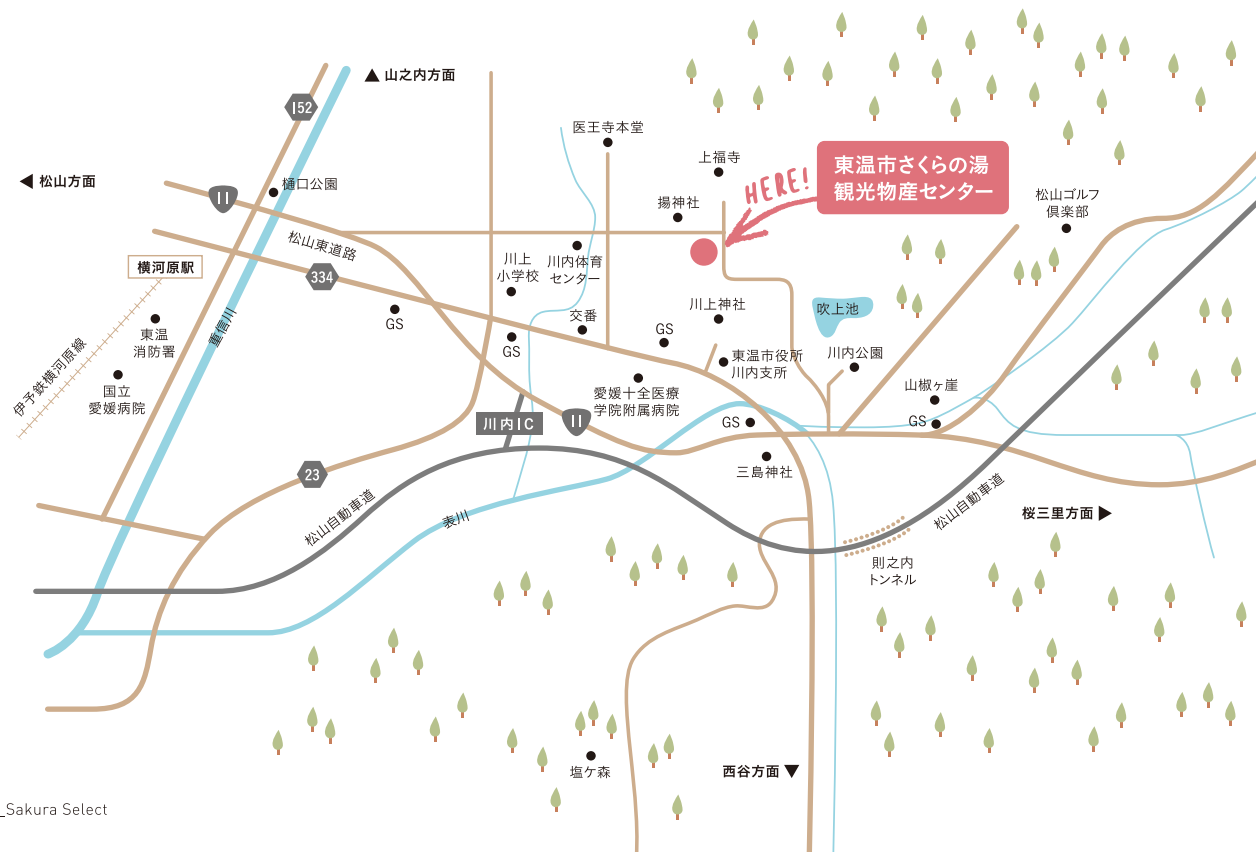 ▲ 山之内方面
152
医王寺本堂
上福寺
HERE!
東温市さくらの湯
観光物産センター
◀ 松山方面
樋口公園
11
揚神社
松山ゴルフ
倶楽部
松山東道路
川上
小学校
川内体育
センター
横河原駅
334
川上神社
吹上池
GS
交番
GS
重信川
東温
消防署
GS
東温市役所
川内支所
川内公園
伊予鉄横河原線
国立
愛媛病院
愛媛十全医療
学院附属病院
山椒ヶ崖
川内IC
11
GS
GS
23
三島神社
松山自動車道
表川
松山自動車道
桜三里方面 ▶
則之内
トンネル
塩ケ森
西谷方面 ▼
_Sakura Select